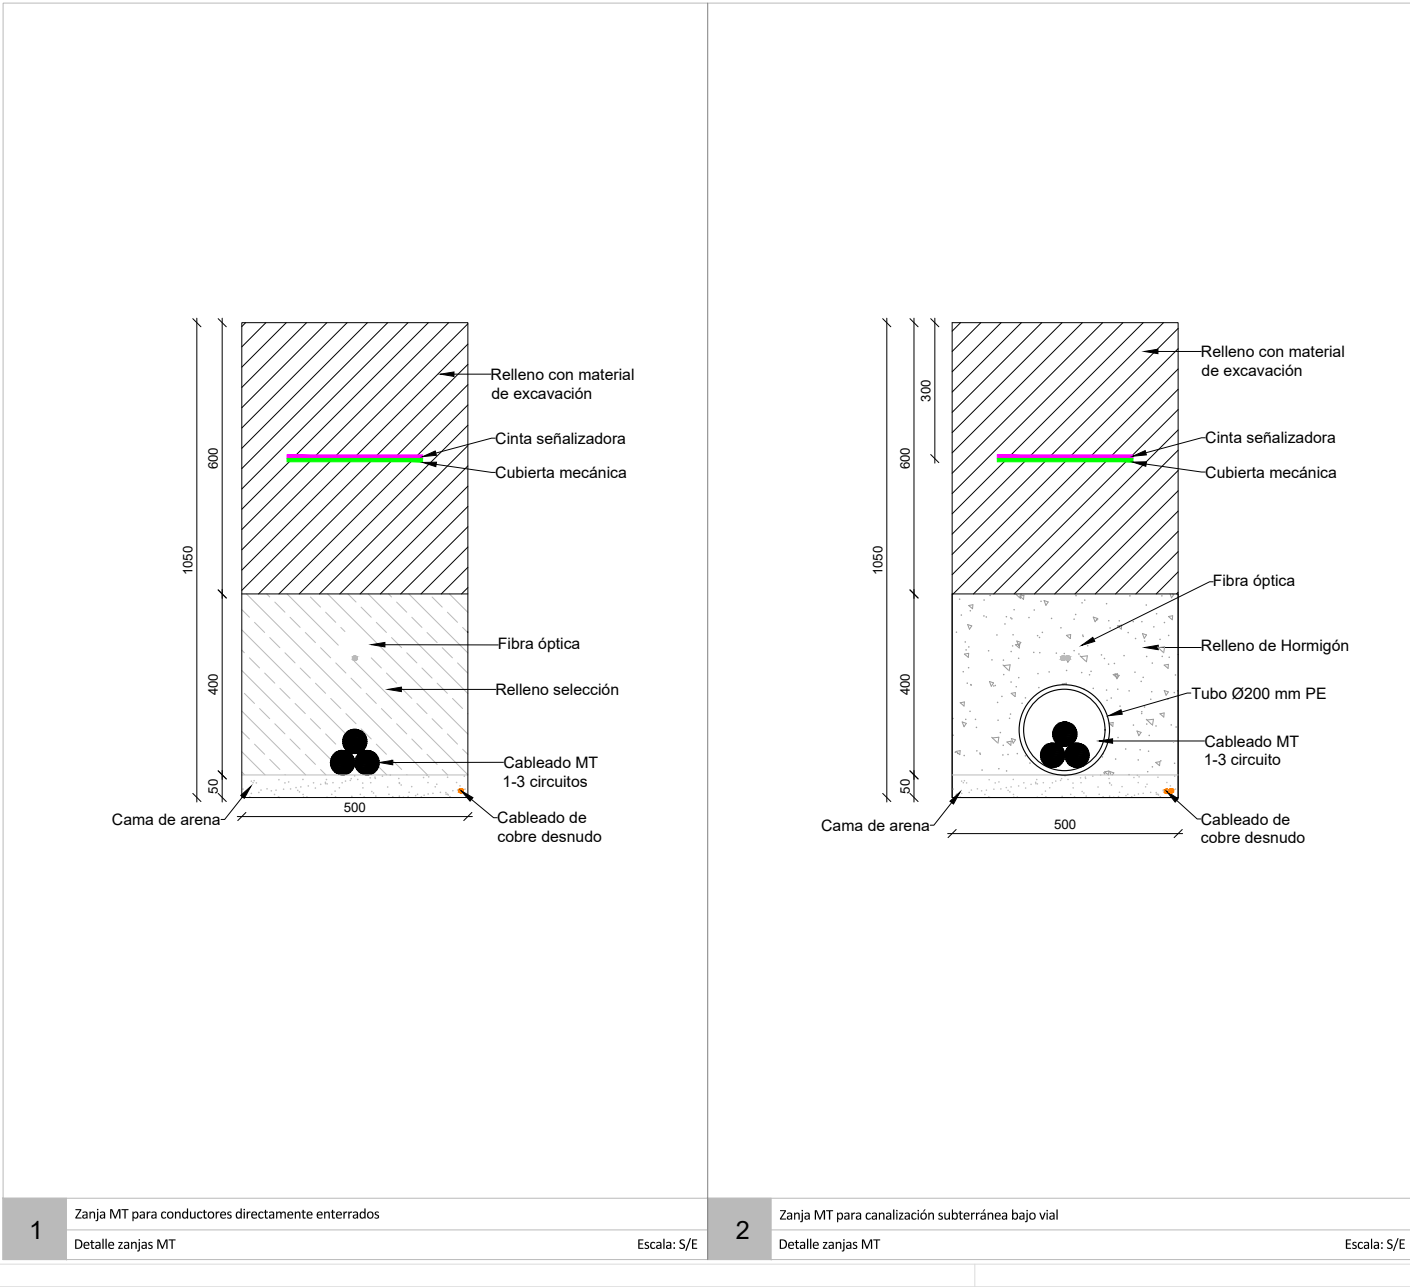 Relleno con material
de excavación
Cinta señalizadora
Cubierta mecánica
600
1050
Fibra óptica
400
Relleno selección
Cableado MT
1-3 circuitos
50
500
Cama de arena
Cableado de
cobre desnudo
Relleno con material
de excavación
300
Cinta señalizadora
600
Cubierta mecánica
1050
Fibra óptica
Relleno de Hormigón
400
Tubo Ø200 mm PE
Cableado MT
1-3 circuito
50
Cama de arena
500
Cableado de
cobre desnudo
1
Zanja MT para conductores directamente enterrados
Detalle zanjas MT
Escala: S/E
2
Zanja MT para canalización subterránea bajo vial
Detalle zanjas MT
Escala: S/E